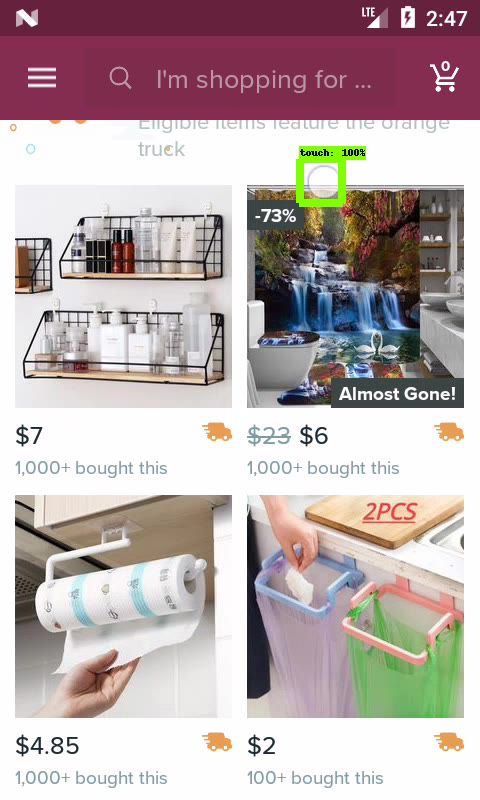 LTE 2:47
I'm shopping for ...
0
Eligible items feature the orange
truck
touch: 100%
-73%
Almost Gone!
$7
1,000+ bought this
$23 $6
1,000+ bought this
2PCS
$4.85
1,000+ bought this
$2
100+ bought this